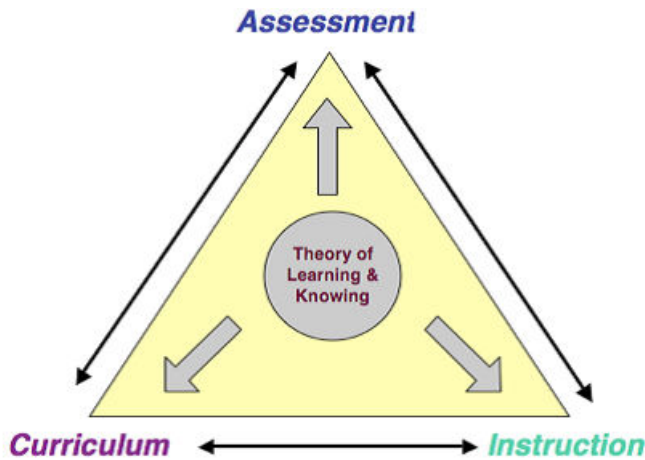 Assessment
Theory of
Learning &
Knowing
Curriculum
Instruction